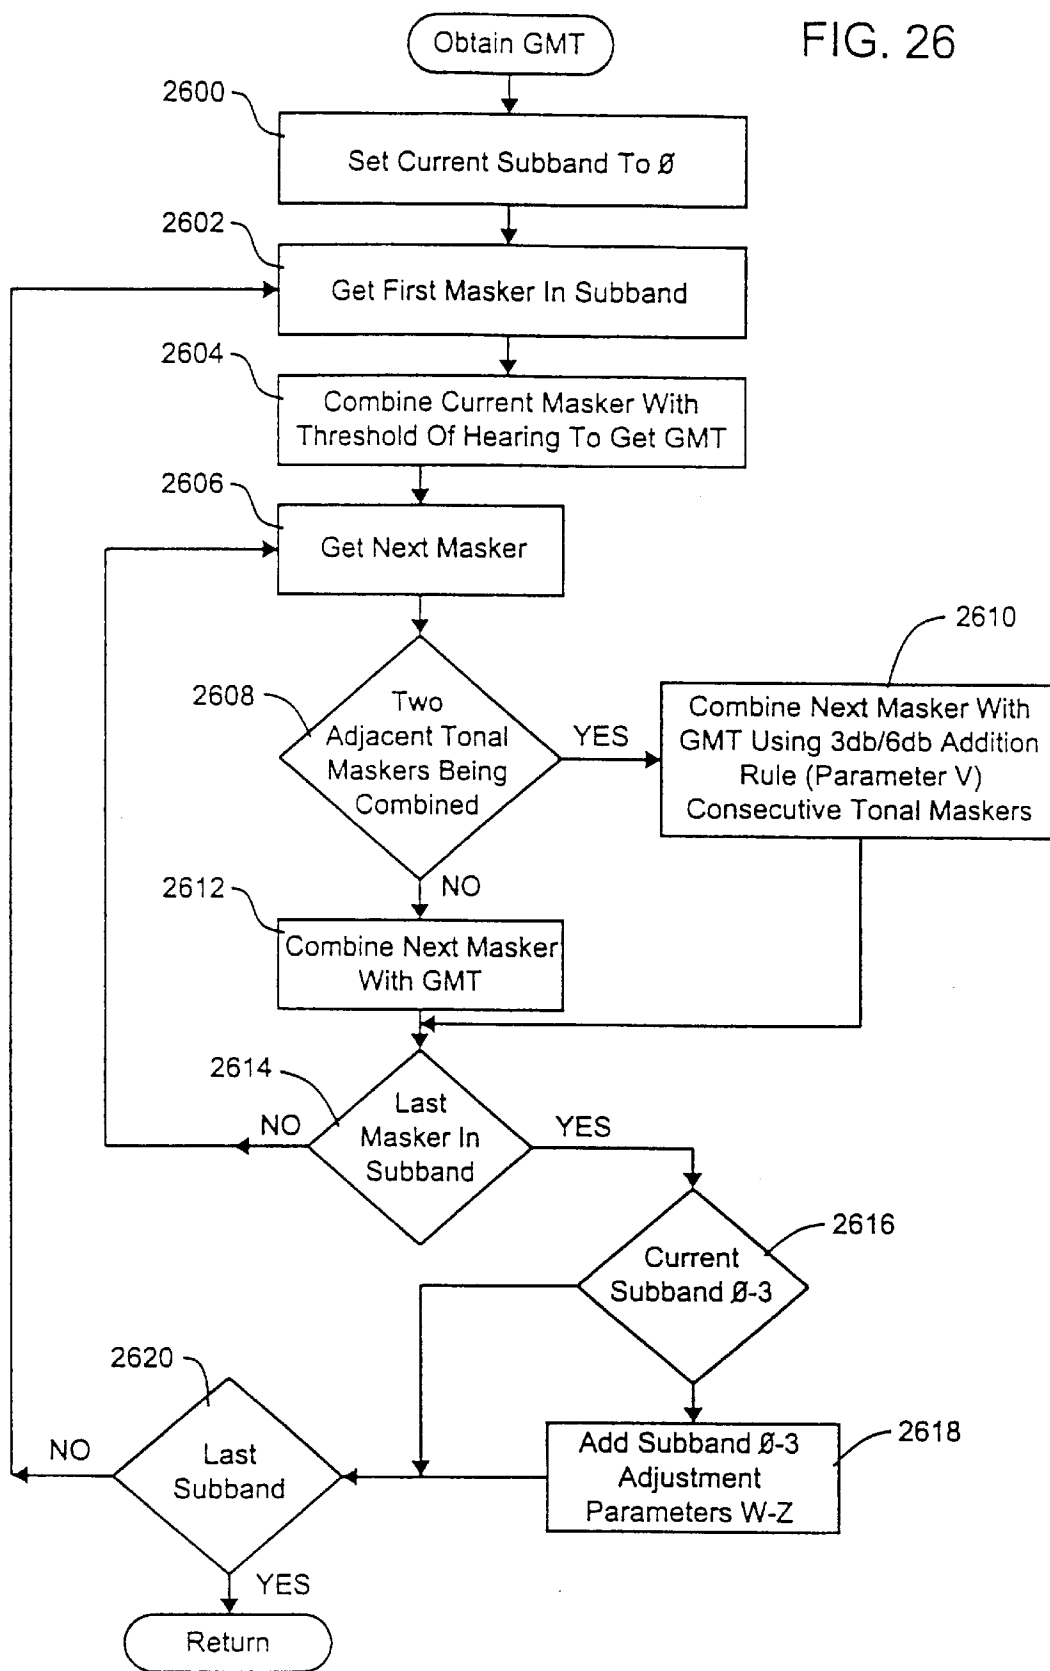 Obtain GMT
FIG. 26
2600
Set Current Subband To Ø
2602
Get First Masker In Subband
2604
Combine Current Masker With
Threshold Of Hearing To Get GMT
2606
Get Next Masker
2608
Two
Adjacent Tonal
Maskers Being
Combined
YES
2610
Combine Next Masker With
GMT Using 3db/6db Addition
Rule (Parameter V)
Consecutive Tonal Maskers
NO
2612
Combine Next Masker
With GMT
2614
Last
Masker In
Subband
NO
YES
2616
Current
Subband Ø-3
2618
Add Subband Ø-3
Adjustment
Parameters W-Z
2620
Last
Subband
NO
YES
Return